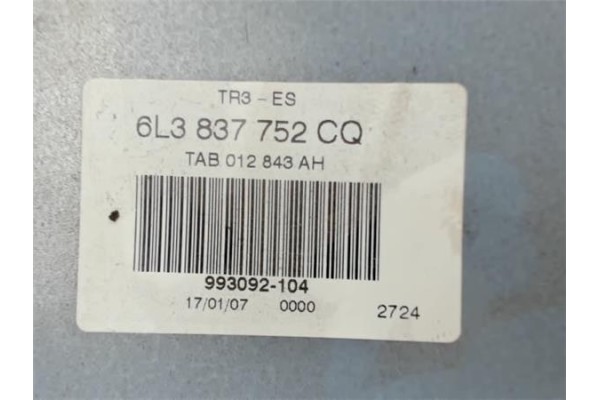 TR3 - ES
6L3 837 752 CQ
TAB 012 843 AH
993092-104
17/01/07 0000 2724